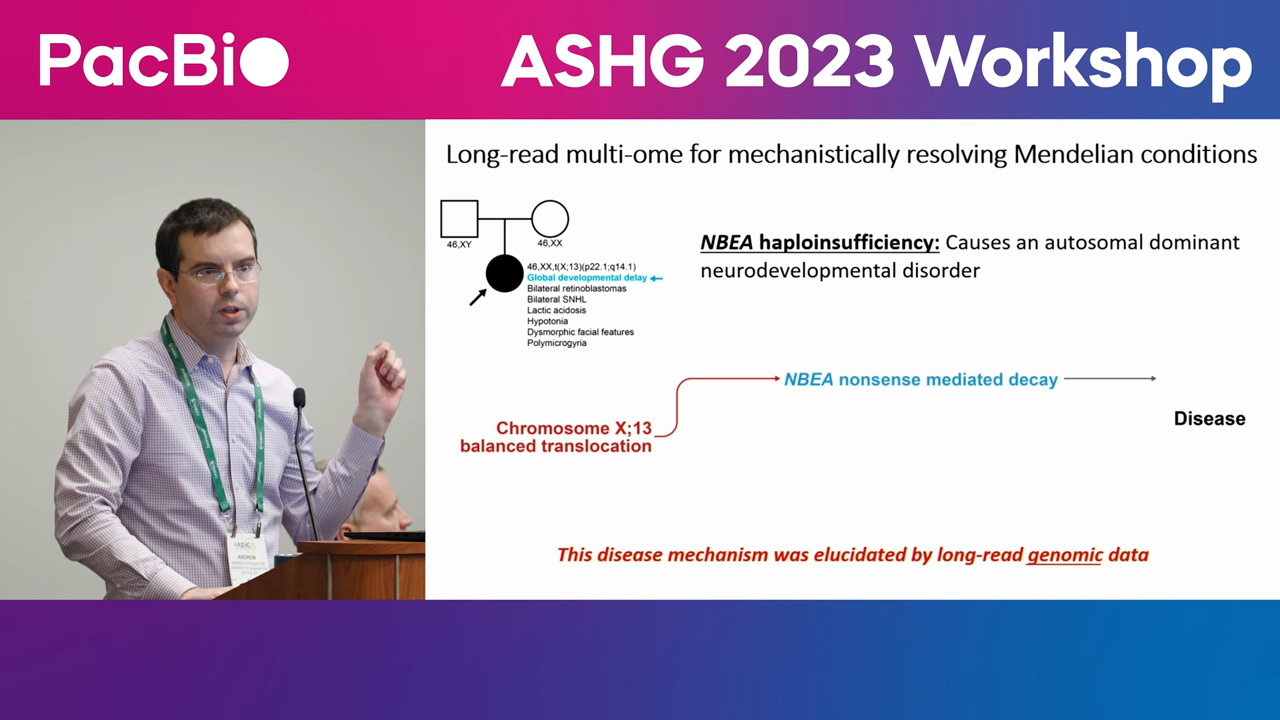 PacBio
ASHG 2023 Workshop
Long-read multi-ome for mechanistically resolving Mendelian conditions
46,XY
46,XX
46,XX,t(X;13)(p22.1;q14.1)
Global developmental delay
Bilateral retinoblastomas
Bilateral SNHL
Lactic acidosis
Hypotonia
Dysmorphic facial features
Polymicrogyria
NBEA haploinsufficiency: Causes an autosomal dominant
neurodevelopmental disorder
NBEA nonsense mediated decay
Chromosome X;13
balanced translocation
Disease
This disease mechanism was elucidated by long-read genomic data
ASHG
ANDREW